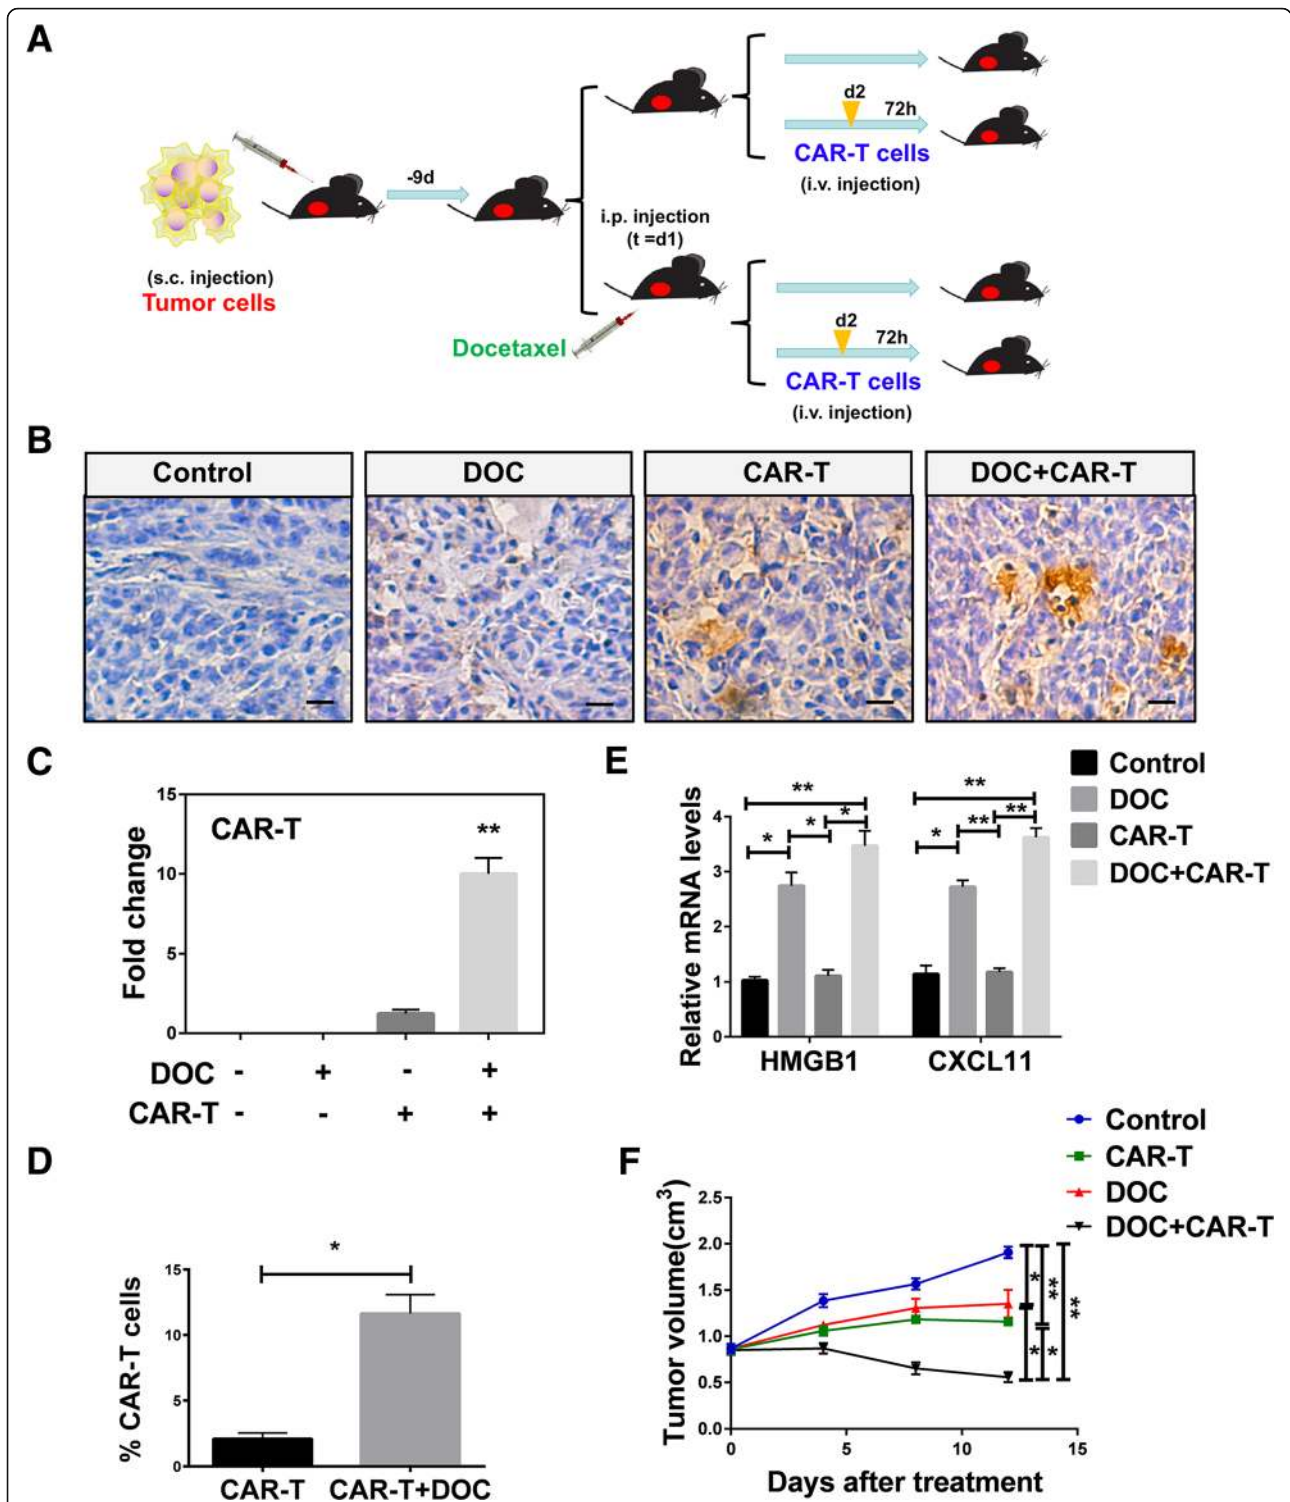 A
d2
72h
CAR-T cells
(i.v. injection)
-9d
i.p. injection
(t =d1)
(s.c. injection)
Tumor cells
Docetaxel
d2
72h
CAR-T cells
(i.v. injection)
B
Control
DOC
CAR-T
DOC+CAR-T
C
15
10
5
0
Fold change
CAR-T
**
DOC - + - +
CAR-T - - + +
E
Control
DOC
CAR-T
DOC+CAR-T
Relative mRNA levels
4
3
2
1
0
** * * *
** * ** **
HMGB1 CXCL11
D
% CAR-T cells
15
10
5
0
*
CAR-T CAR-T+DOC
F
Control
CAR-T
DOC
DOC+CAR-T
Tumor volume(cm³)
2.5
2.0
1.5
1.0
0.5
0.0
* ** **
* *
0 5 10 15
Days after treatment